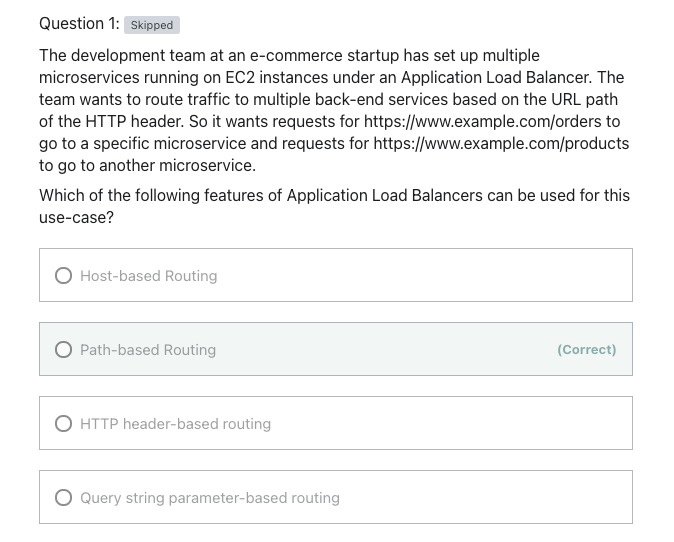 Question 1: Skipped
The development team at an e-commerce startup has set up multiple
microservices running on EC2 instances under an Application Load Balancer. The
team wants to route traffic to multiple back-end services based on the URL path
of the HTTP header. So it wants requests for https://www.example.com/orders to
go to a specific microservice and requests for https://www.example.com/products
to go to another microservice.
Which of the following features of Application Load Balancers can be used for this
use-case?
Host-based Routing
Path-based Routing (Correct)
HTTP header-based routing
Query string parameter-based routing